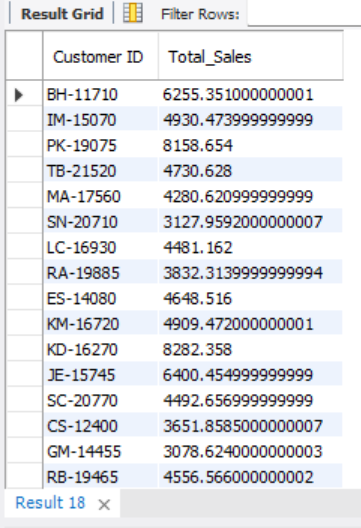 Result Grid Filter Rows:
Customer ID Total_Sales
BH-11710 6255.351000000001
IM-15070 4930.473999999999
PK-19075 8158.654
TB-21520 4730.628
MA-17560 4280.620999999999
SN-20710 3127.9592000000007
LC-16930 4481.162
RA-19885 3832.3139999999994
ES-14080 4648.516
KM-16720 4909.472000000001
KD-16270 8282.358
JE-15745 6400.454999999999
SC-20770 4492.656999999999
CS-12400 3651.8585000000007
GM-14455 3078.6240000000003
RB-19465 4556.566000000002
Result 18